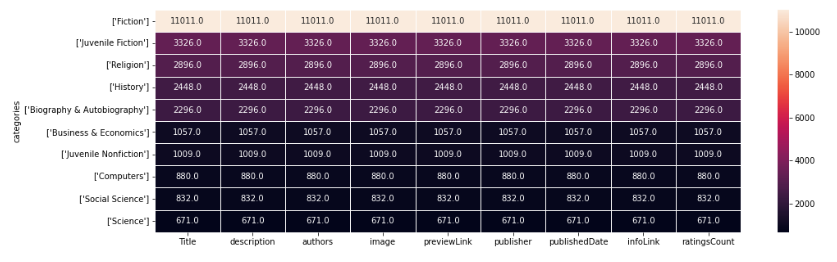 ['Fiction'] 11011.0 11011.0 11011.0 11011.0 11011.0 11011.0 11011.0 11011.0 11011.0
['Juvenile Fiction'] 3326.0 3326.0 3326.0 3326.0 3326.0 3326.0 3326.0 3326.0 3326.0
['Religion'] 2896.0 2896.0 2896.0 2896.0 2896.0 2896.0 2896.0 2896.0 2896.0
['History'] 2448.0 2448.0 2448.0 2448.0 2448.0 2448.0 2448.0 2448.0 2448.0
['Biography & Autobiography'] 2296.0 2296.0 2296.0 2296.0 2296.0 2296.0 2296.0 2296.0 2296.0
['Business & Economics'] 1057.0 1057.0 1057.0 1057.0 1057.0 1057.0 1057.0 1057.0 1057.0
['Juvenile Nonfiction'] 1009.0 1009.0 1009.0 1009.0 1009.0 1009.0 1009.0 1009.0 1009.0
['Computers'] 880.0 880.0 880.0 880.0 880.0 880.0 880.0 880.0 880.0
['Social Science'] 832.0 832.0 832.0 832.0 832.0 832.0 832.0 832.0 832.0
['Science'] 671.0 671.0 671.0 671.0 671.0 671.0 671.0 671.0 671.0
Title description authors image previewLink publisher publishedDate infoLink ratingsCount
categories
10000
8000
6000
4000
2000